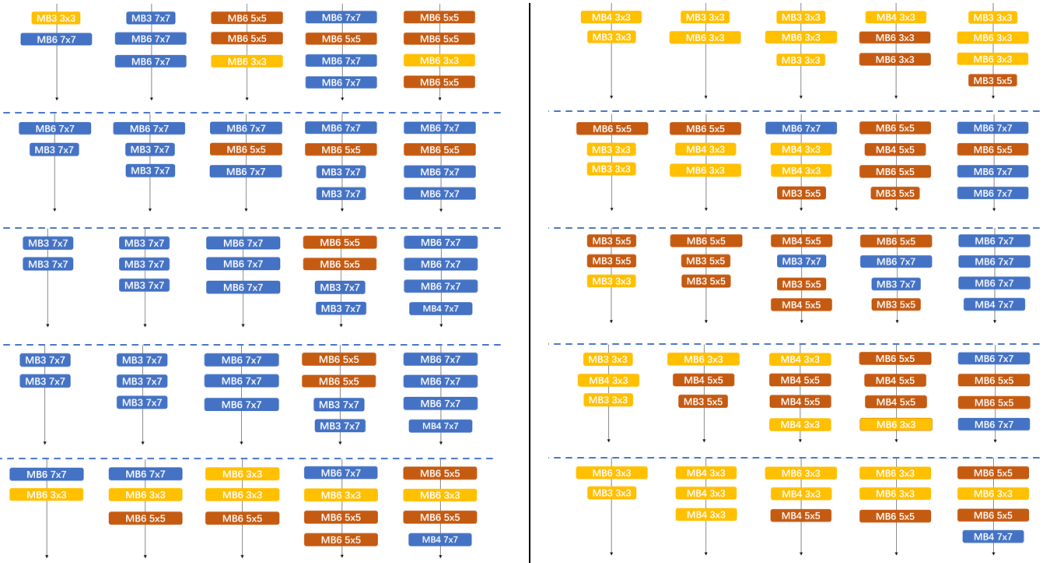 MB3 3x3 MB3 7x7 MB6 5x5 MB6 7x7 MB6 5x5
MB6 7x7 MB6 7x7 MB6 5x5 MB6 5x5 MB6 5x5
MB6 7x7 MB6 3x3 MB6 7x7 MB6 3x3
MB6 7x7 MB6 5x5
MB6 7x7 MB6 7x7 MB6 7x7 MB6 7x7 MB6 7x7
MB3 7x7 MB3 7x7 MB6 5x5 MB6 5x5 MB6 5x5
MB3 7x7 MB6 7x7 MB3 7x7 MB6 7x7
MB3 7x7 MB6 7x7
MB3 7x7 MB3 7x7 MB6 7x7 MB6 5x5 MB6 7x7
MB3 7x7 MB3 7x7 MB6 7x7 MB6 5x5 MB6 7x7
MB3 7x7 MB6 7x7 MB3 7x7 MB6 7x7
MB3 7x7 MB4 7x7
MB3 7x7 MB3 7x7 MB6 7x7 MB6 5x5 MB6 7x7
MB3 7x7 MB3 7x7 MB6 7x7 MB6 5x5 MB6 7x7
MB3 7x7 MB6 7x7 MB3 7x7 MB6 7x7
MB3 7x7 MB4 7x7
MB6 7x7 MB6 7x7 MB6 3x3 MB6 7x7 MB6 5x5
MB6 3x3 MB6 3x3 MB6 3x3 MB6 3x3 MB6 3x3
MB6 5x5 MB6 5x5 MB6 5x5 MB6 5x5
MB6 5x5 MB4 7x7
MB4 3x3 MB3 3x3 MB3 3x3 MB4 3x3 MB3 3x3
MB3 3x3 MB6 3x3 MB6 3x3 MB6 3x3 MB6 3x3
MB3 3x3 MB6 3x3 MB6 3x3
MB3 5x5
MB6 5x5 MB6 5x5 MB6 7x7 MB6 5x5 MB6 7x7
MB3 3x3 MB4 3x3 MB4 3x3 MB4 5x5 MB6 5x5
MB3 3x3 MB6 3x3 MB4 3x3 MB6 5x5 MB6 7x7
MB3 5x5 MB3 5x5 MB6 7x7
MB3 5x5 MB6 5x5 MB4 5x5 MB6 5x5 MB6 7x7
MB3 5x5 MB3 5x5 MB3 7x7 MB6 7x7 MB6 7x7
MB3 3x3 MB3 5x5 MB3 5x5 MB3 7x7 MB6 7x7
MB4 5x5 MB3 5x5 MB4 7x7
MB3 3x3 MB6 3x3 MB4 3x3 MB6 5x5 MB6 7x7
MB4 3x3 MB4 5x5 MB4 5x5 MB4 5x5 MB6 5x5
MB3 3x3 MB3 5x5 MB4 5x5 MB4 5x5 MB6 5x5
MB4 3x3 MB6 3x3 MB6 7x7
MB6 3x3 MB4 3x3 MB6 3x3 MB6 3x3 MB6 5x5
MB3 3x3 MB4 3x3 MB4 3x3 MB6 3x3 MB6 3x3
MB4 3x3 MB4 5x5 MB6 5x5 MB6 5x5
MB4 7x7